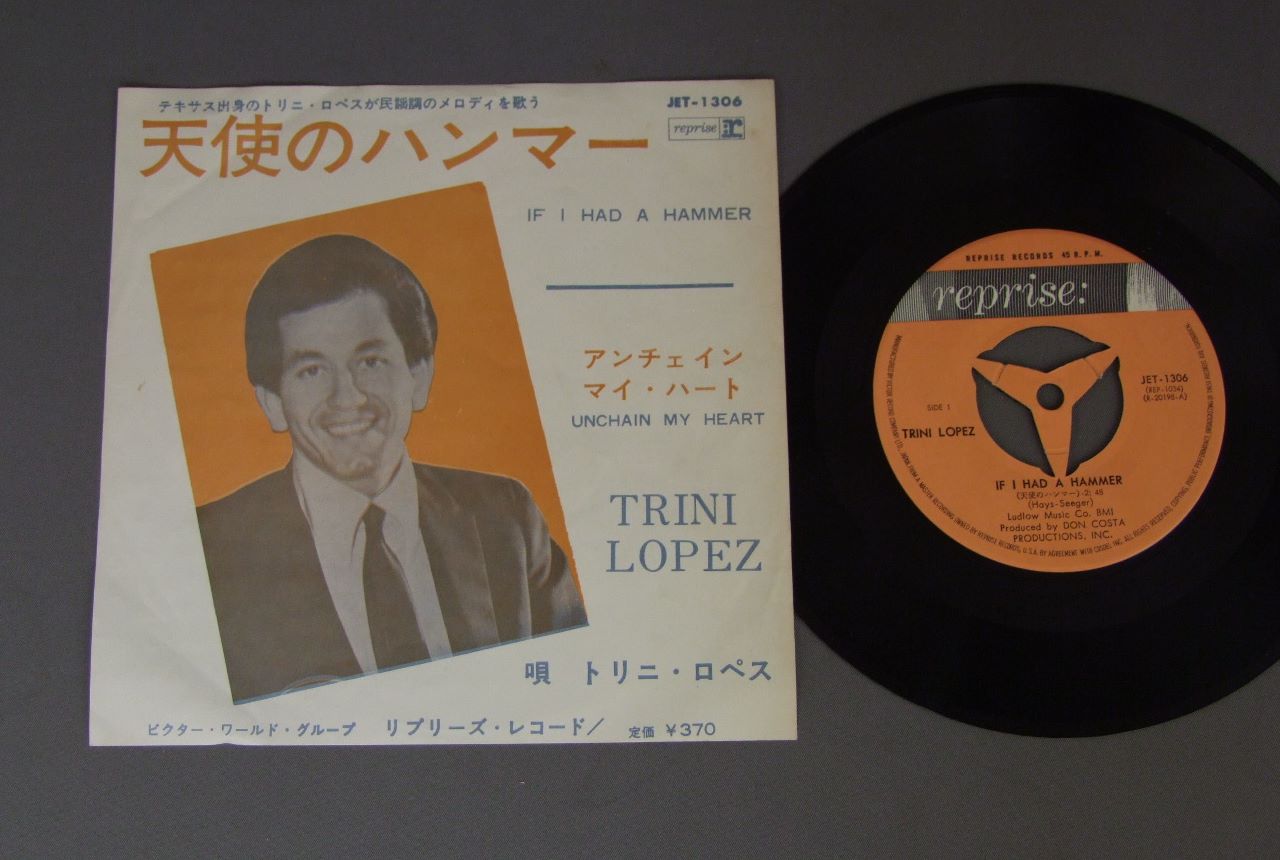 テキサス出身のトリニ・ロペスが民謡調のメロディを歌う
JET-1306
天使のハンマー
reprise r
IF I HAD A HAMMER
アンチェイン
マイ・ハート
UNCHAIN MY HEART
TRINI
LOPEZ
唄 トリニ・ロペス
ビクター・ワールド・グループ リプリーズ・レコード/ 定価 ¥370
REPRISE RECORDS 45 R.P.M.
reprise:
JET-1306
(REP-1034)
(R-20198-A)
SIDE 1
TRINI LOPEZ
IF I HAD A HAMMER
(天使のハンマー) 2:48
(Hays-Seeger)
Ludlow Music Co. BMI
Produced by DON COSTA
PRODUCTIONS, INC.